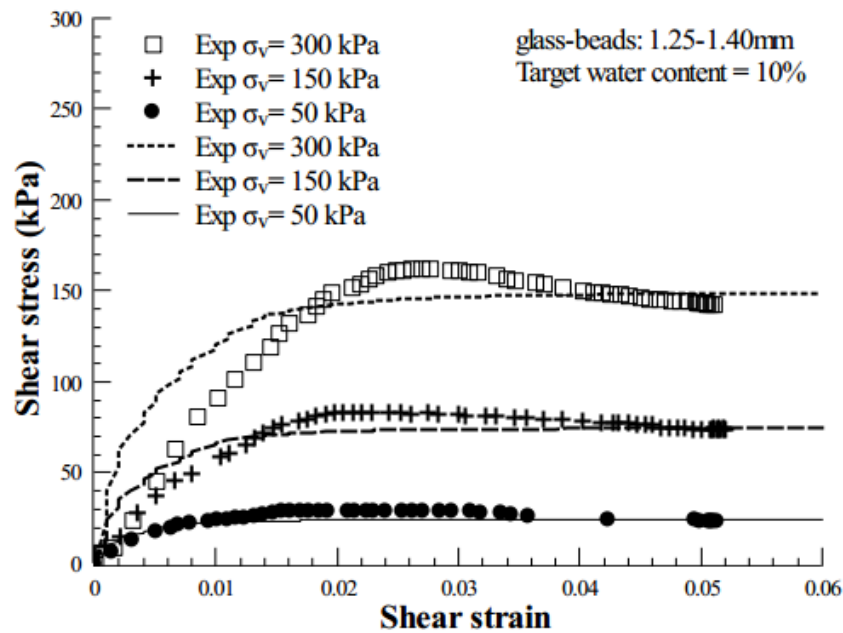 300
250
200
150
100
50
0
Shear stress (kPa)
Exp σᵥ= 300 kPa
Exp σᵥ= 150 kPa
Exp σᵥ= 50 kPa
Exp σᵥ= 300 kPa
Exp σᵥ= 150 kPa
Exp σᵥ= 50 kPa
glass-beads: 1.25-1.40mm
Target water content = 10%
0
0.01
0.02
0.03
0.04
0.05
0.06
Shear strain